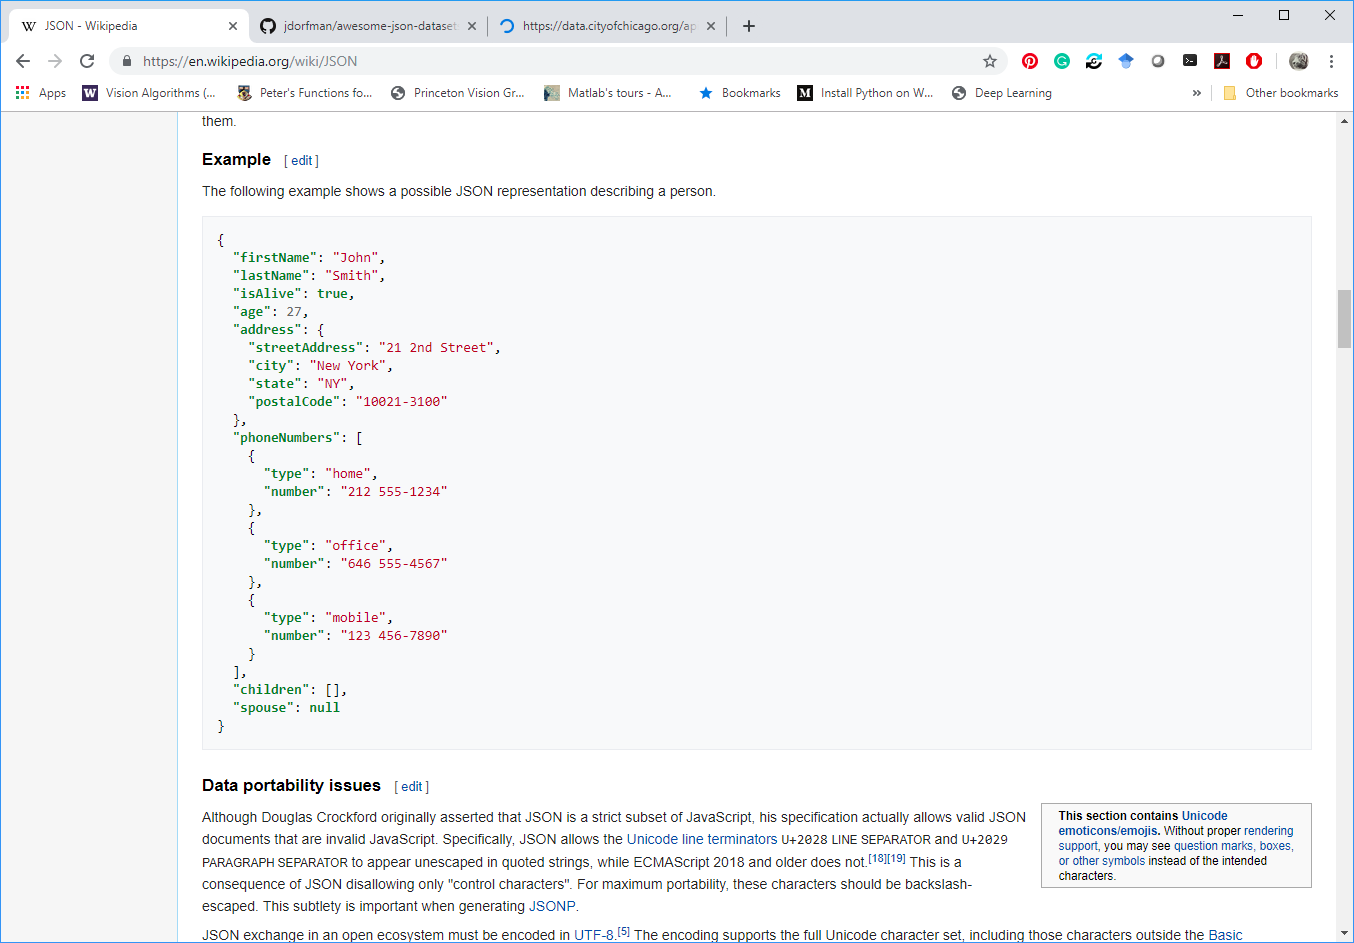 JSON - Wikipedia
jdorfman/awesome-json-dataset
https://data.cityofchicago.org/ap
https://en.wikipedia.org/wiki/JSON
Apps
Vision Algorithms (...
Peter's Functions fo...
Princeton Vision Gr...
Matlab's tours - A...
Bookmarks
Install Python on W...
Deep Learning
»
Other bookmarks
them.
Example [ edit ]
The following example shows a possible JSON representation describing a person.
{
  "firstName": "John",
  "lastName": "Smith",
  "isAlive": true,
  "age": 27,
  "address": {
    "streetAddress": "21 2nd Street",
    "city": "New York",
    "state": "NY",
    "postalCode": "10021-3100"
  },
  "phoneNumbers": [
    {
      "type": "home",
      "number": "212 555-1234"
    },
    {
      "type": "office",
      "number": "646 555-4567"
    },
    {
      "type": "mobile",
      "number": "123 456-7890"
    }
  ],
  "children": [],
  "spouse": null
}
Data portability issues [ edit ]
Although Douglas Crockford originally asserted that JSON is a strict subset of JavaScript, his specification actually allows valid JSON
documents that are invalid JavaScript. Specifically, JSON allows the Unicode line terminators U+2028 LINE SEPARATOR and U+2029
PARAGRAPH SEPARATOR to appear unescaped in quoted strings, while ECMAScript 2018 and older does not.[18][19] This is a
consequence of JSON disallowing only "control characters". For maximum portability, these characters should be backslash-
escaped. This subtlety is important when generating JSONP.
This section contains Unicode
emoticons/emojis. Without proper rendering
support, you may see question marks, boxes,
or other symbols instead of the intended
characters.
JSON exchange in an open ecosystem must be encoded in UTF-8.[5] The encoding supports the full Unicode character set, including those characters outside the Basic